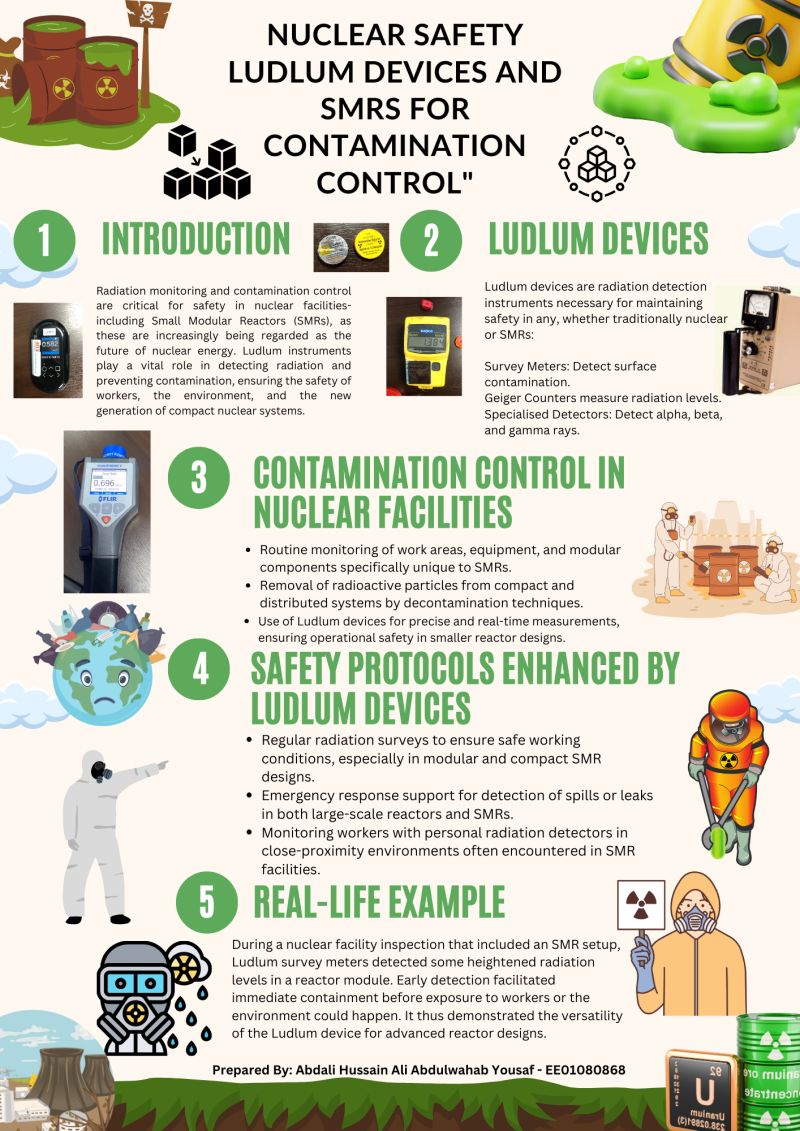 NUCLEAR SAFETY
LUDLUM DEVICES AND
SMRS FOR
CONTAMINATION
CONTROL"
1
INTRODUCTION
Radiation monitoring and contamination control
are critical for safety in nuclear facilities-
including Small Modular Reactors (SMRs), as
these are increasingly being regarded as the
future of nuclear energy. Ludlum instruments
play a vital role in detecting radiation and
preventing contamination, ensuring the safety of
workers, the environment, and the new
generation of compact nuclear systems.
0.582
2
LUDLUM DEVICES
Ludlum devices are radiation detection
instruments necessary for maintaining
safety in any, whether traditionally nuclear
or SMRs:
Survey Meters: Detect surface
contamination.
Geiger Counters measure radiation levels.
Specialised Detectors: Detect alpha, beta,
and gamma rays.
0.696
FLIR
3
CONTAMINATION CONTROL IN
NUCLEAR FACILITIES
• Routine monitoring of work areas, equipment, and modular
components specifically unique to SMRs.
• Removal of radioactive particles from compact and
distributed systems by decontamination techniques.
• Use of Ludlum devices for precise and real-time measurements,
ensuring operational safety in smaller reactor designs.
4
SAFETY PROTOCOLS ENHANCED BY
LUDLUM DEVICES
• Regular radiation surveys to ensure safe working
conditions, especially in modular and compact SMR
designs.
• Emergency response support for detection of spills or leaks
in both large-scale reactors and SMRs.
• Monitoring workers with personal radiation detectors in
close-proximity environments often encountered in SMR
facilities.
5
REAL-LIFE EXAMPLE
During a nuclear facility inspection that included an SMR setup,
Ludlum survey meters detected some heightened radiation
levels in a reactor module. Early detection facilitated
immediate containment before exposure to workers or the
environment could happen. It thus demonstrated the versatility
of the Ludlum device for advanced reactor designs.
Prepared By: Abdali Hussain Ali Abdulwahab Yousaf - EE01080868
92
U
Uranium
238.02891(3)
anium ore
oncentrate